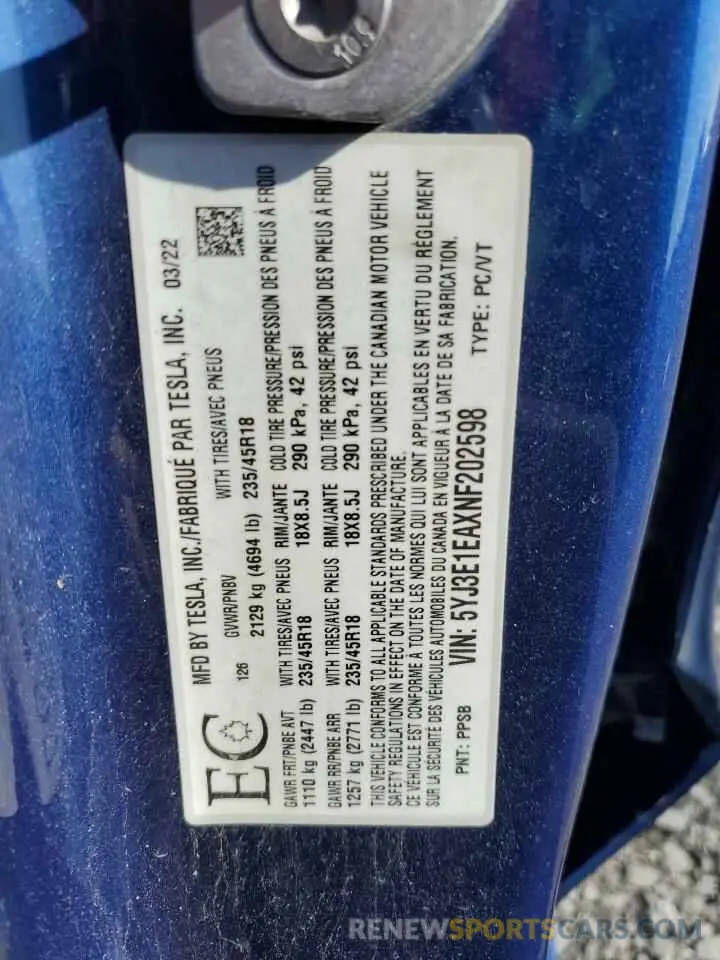 10.9
MFD BY TESLA, INC./FABRIQUÉ PAR TESLA, INC. 03/22
EC
126
GVWR/PNBV WITH TIRES/AVEC PNEUS
2129 kg (4694 lb) 235/45R18
GAWR FRT/PNBE AVT WITH TIRES/AVEC PNEUS RIM/JANTE COLD TIRE PRESSURE/PRESSION DES PNEUS À FROID
1110 kg (2447 lb) 235/45R18 18X8.5J 290 kPa, 42 psi
GAWR RR/PNBE ARR WITH TIRES/AVEC PNEUS RIM/JANTE COLD TIRE PRESSURE/PRESSION DES PNEUS À FROID
1257 kg (2771 lb) 235/45R18 18X8.5J 290 kPa, 42 psi
THIS VEHICLE CONFORMS TO ALL APPLICABLE STANDARDS PRESCRIBED UNDER THE CANADIAN MOTOR VEHICLE
SAFETY REGULATIONS IN EFFECT ON THE DATE OF MANUFACTURE.
CE VÉHICULE EST CONFORME À TOUTES LES NORMES QUI LUI SONT APPLICABLES EN VERTU DU RÈGLEMENT
SUR LA SÉCURITÉ DES VÉHICULES AUTOMOBILES DU CANADA EN VIGUEUR À LA DATE DE SA FABRICATION.
PNT: PPSB VIN: 5YJ3E1EAXNF202598 TYPE: PC/VT
RENEWSPORTSCARS.COM